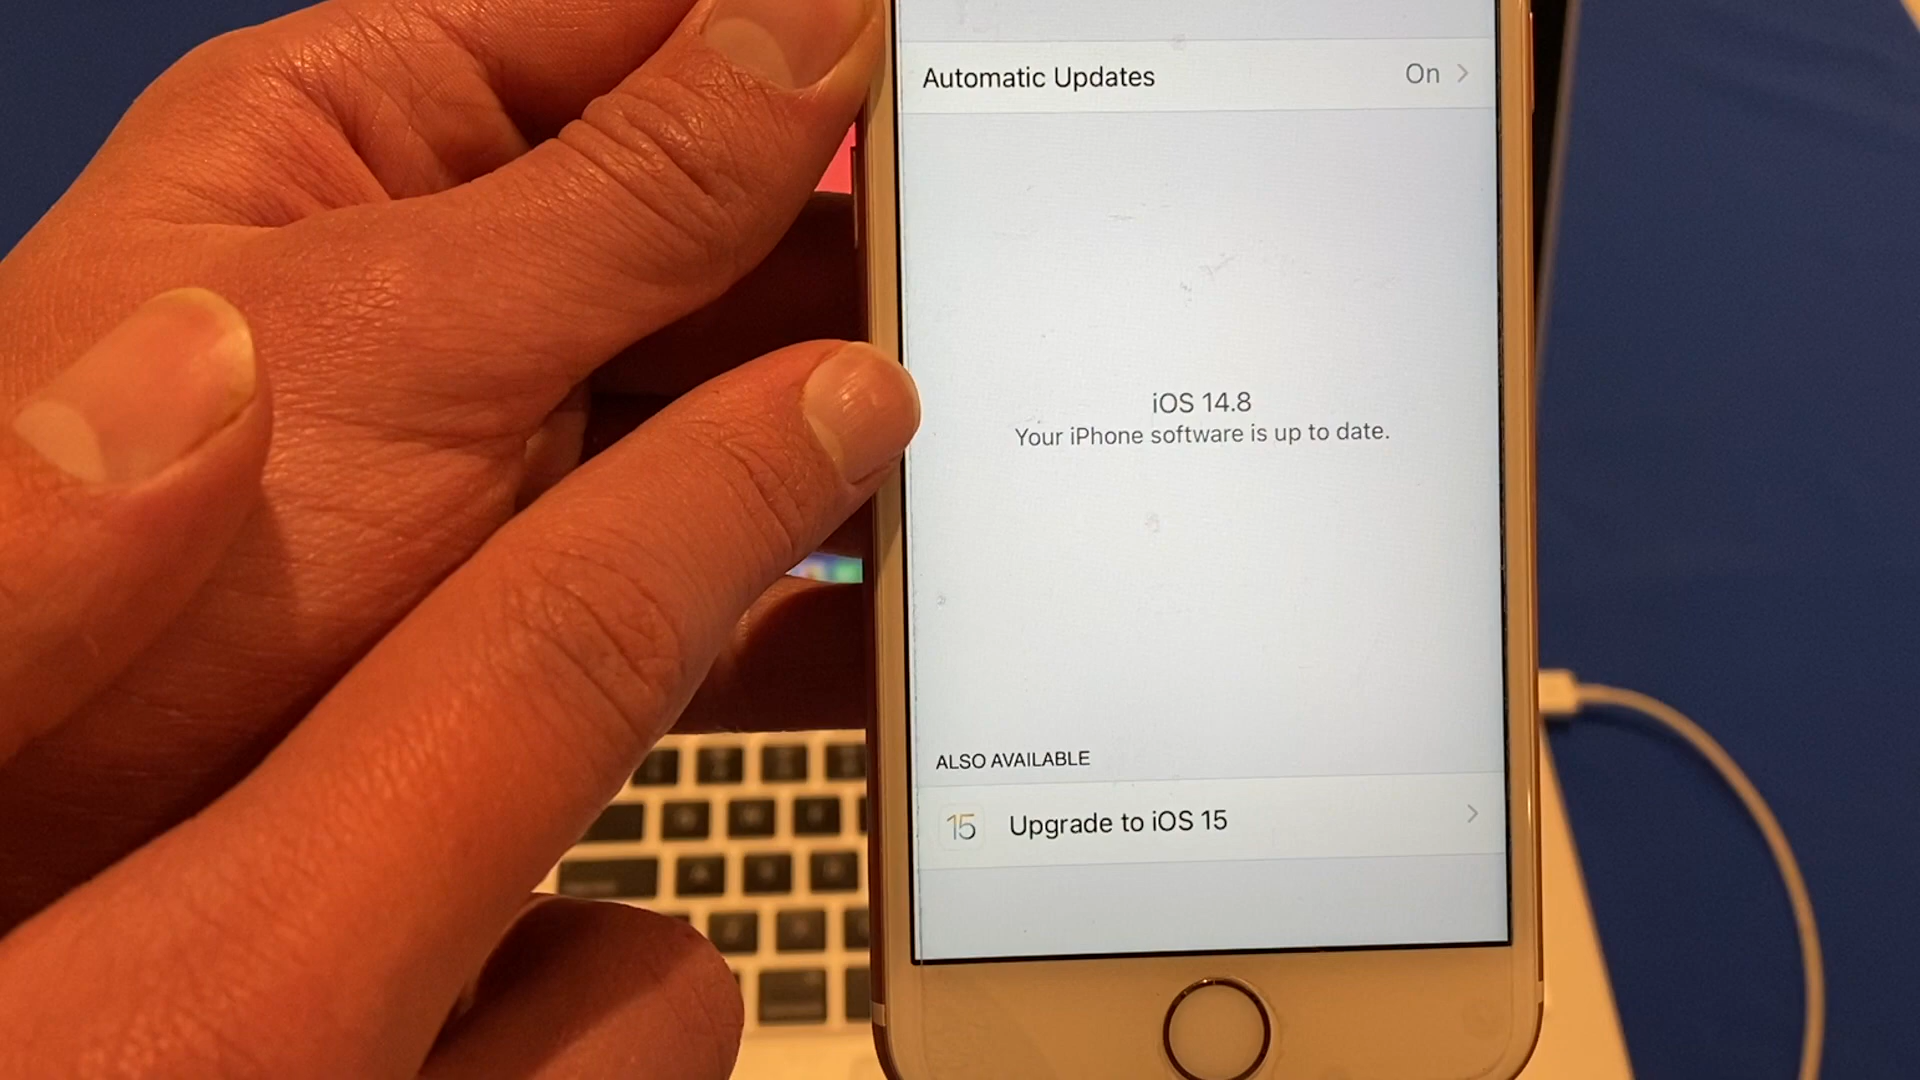 Automatic Updates On
iOS 14.8
Your iPhone software is up to date.
ALSO AVAILABLE
15 Upgrade to iOS 15